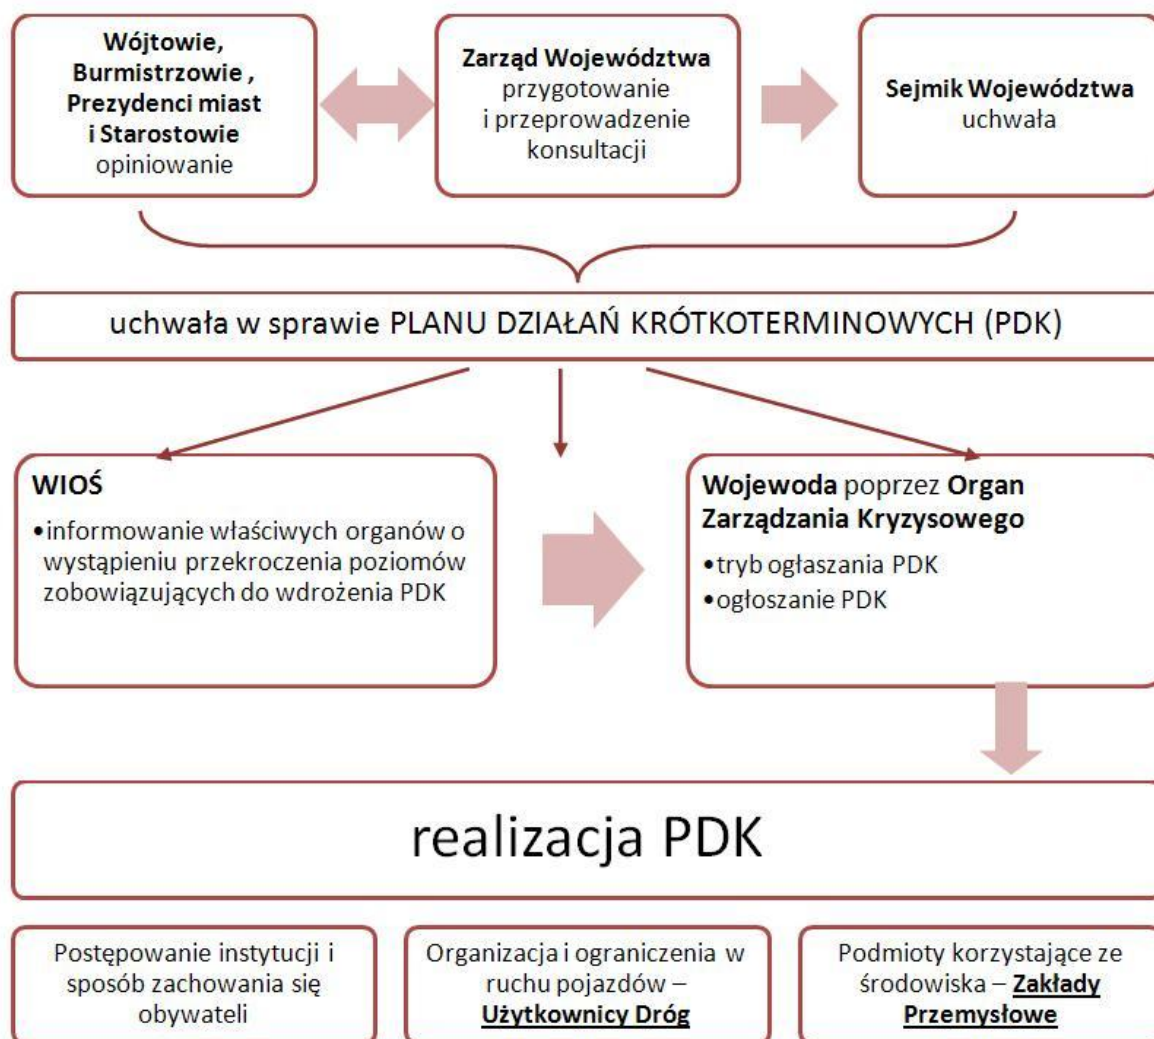 Wójtowie,
Burmistrzowie ,
Prezydenci miast
i Starostowie
opiniowanie
Zarząd Województwa
przygotowanie
i przeprowadzenie
konsultacji
Sejmik Województwa
uchwała
uchwała w sprawie PLANU DZIAŁAŃ KRÓTKOTERMINOWYCH (PDK)
WIOŚ
•informowanie właściwych organów o
wystąpieniu przekroczenia poziomów
zobowiązujących do wdrożenia PDK
Wojewoda poprzez Organ
Zarządzania Kryzysowego
•tryb ogłaszania PDK
•ogłoszanie PDK
realizacja PDK
Postępowanie instytucji i
sposób zachowania się
obywateli
Organizacja i ograniczenia w
ruchu pojazdów –
Użytkownicy Dróg
Podmioty korzystające ze
środowiska – Zakłady
Przemysłowe